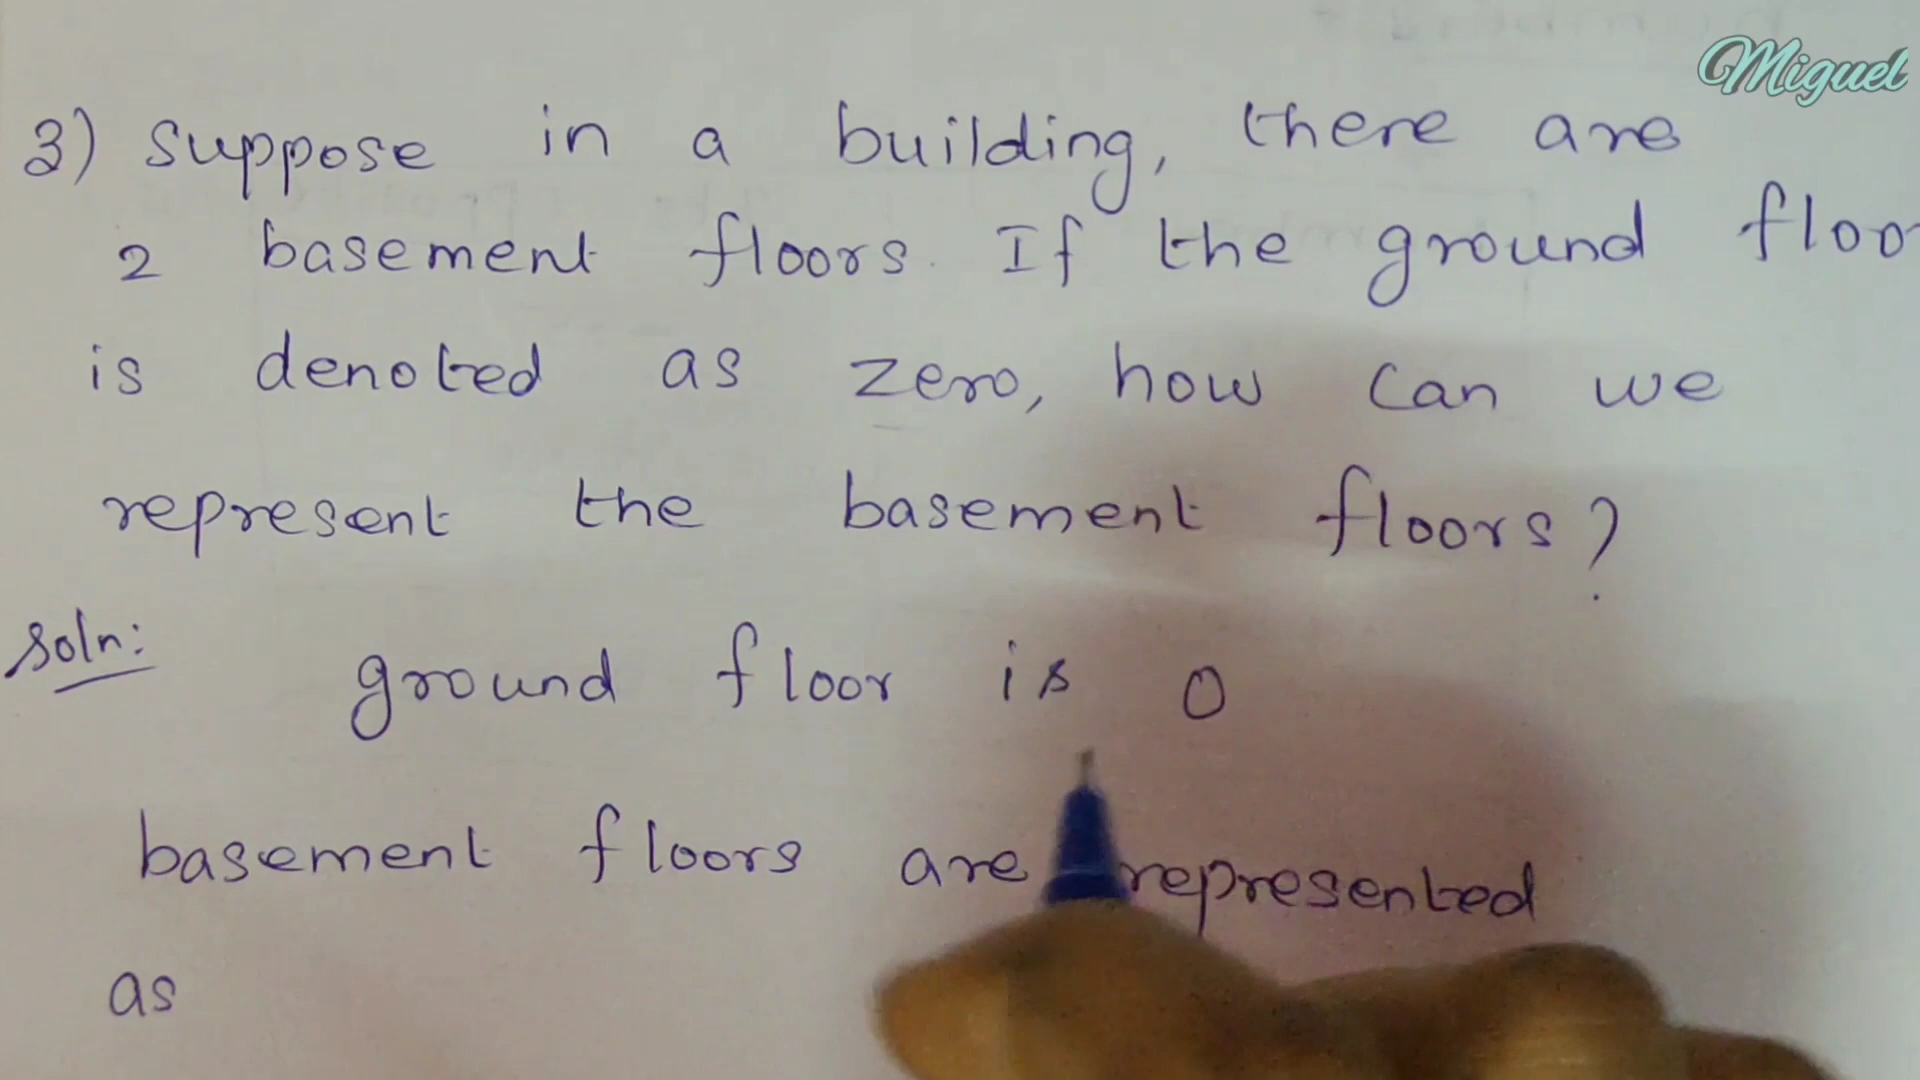 Miguel
3) Suppose in a building, there are
2 basement floors. If the ground floo
is denoted as zero, how can we
represent the basement floors?
Soln:
ground floor is 0
basement floors are represented
as